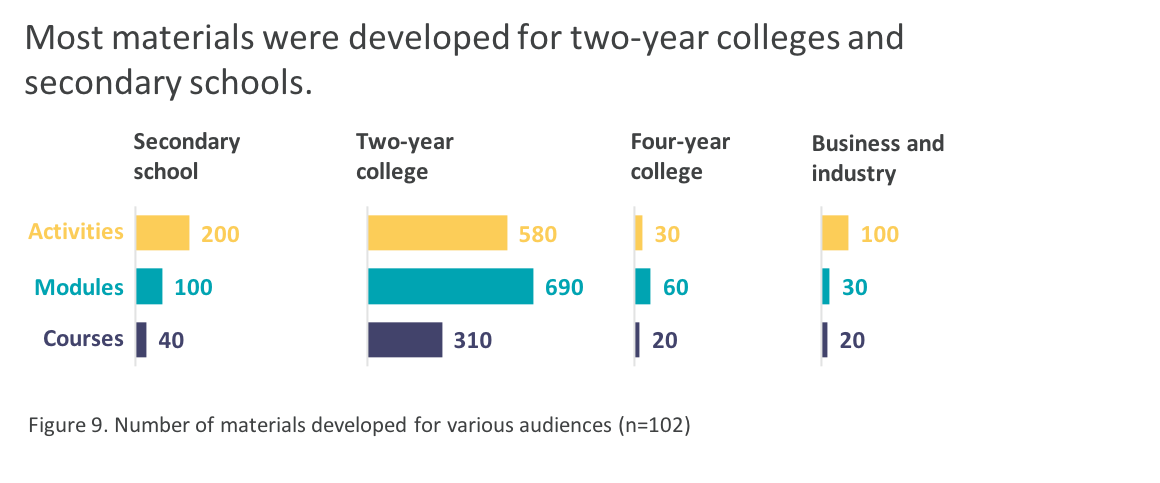 Most materials were developed for two-year colleges and
secondary schools.
Secondary
school
Two-year
college
Four-year
college
Business and
industry
Activities 200 580 30 100
Modules 100 690 60 30
Courses 40 310 20 20
Figure 9. Number of materials developed for various audiences (n=102)